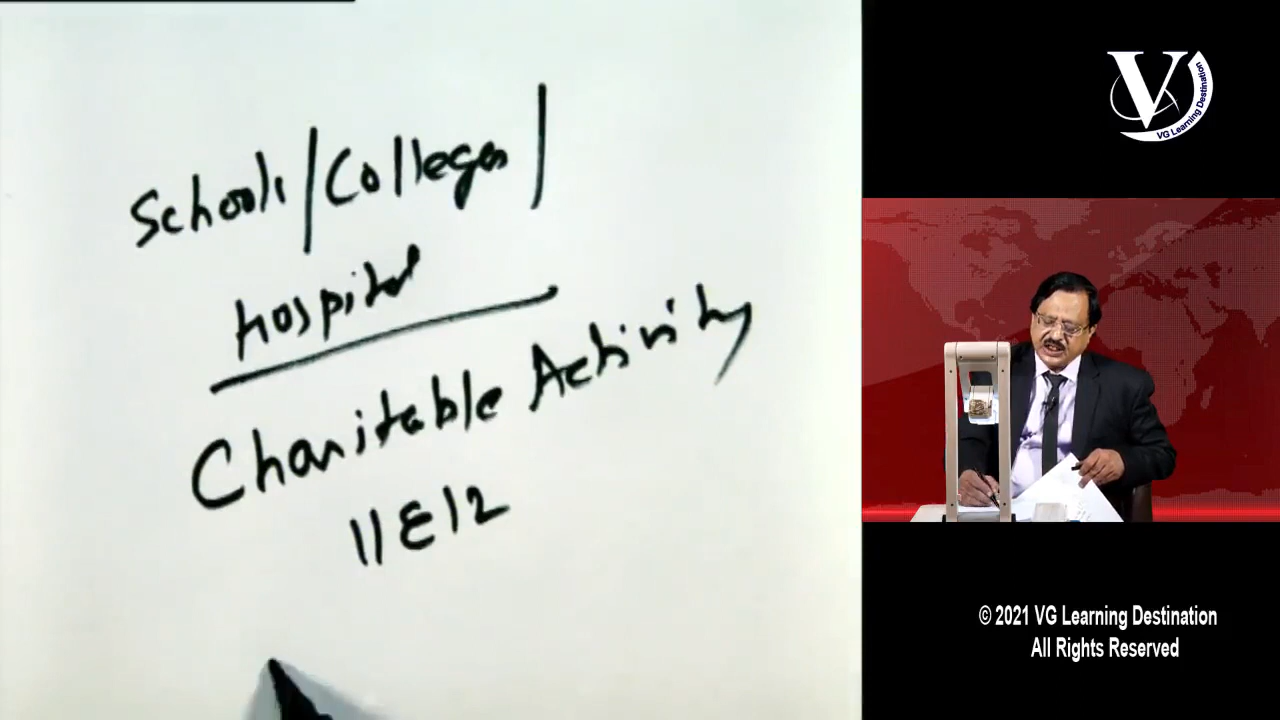 Schools/Colleges/
Hospital
Charitable Activity
11 & 12
V
VG Learning Destination
© 2021 VG Learning Destination
All Rights Reserved